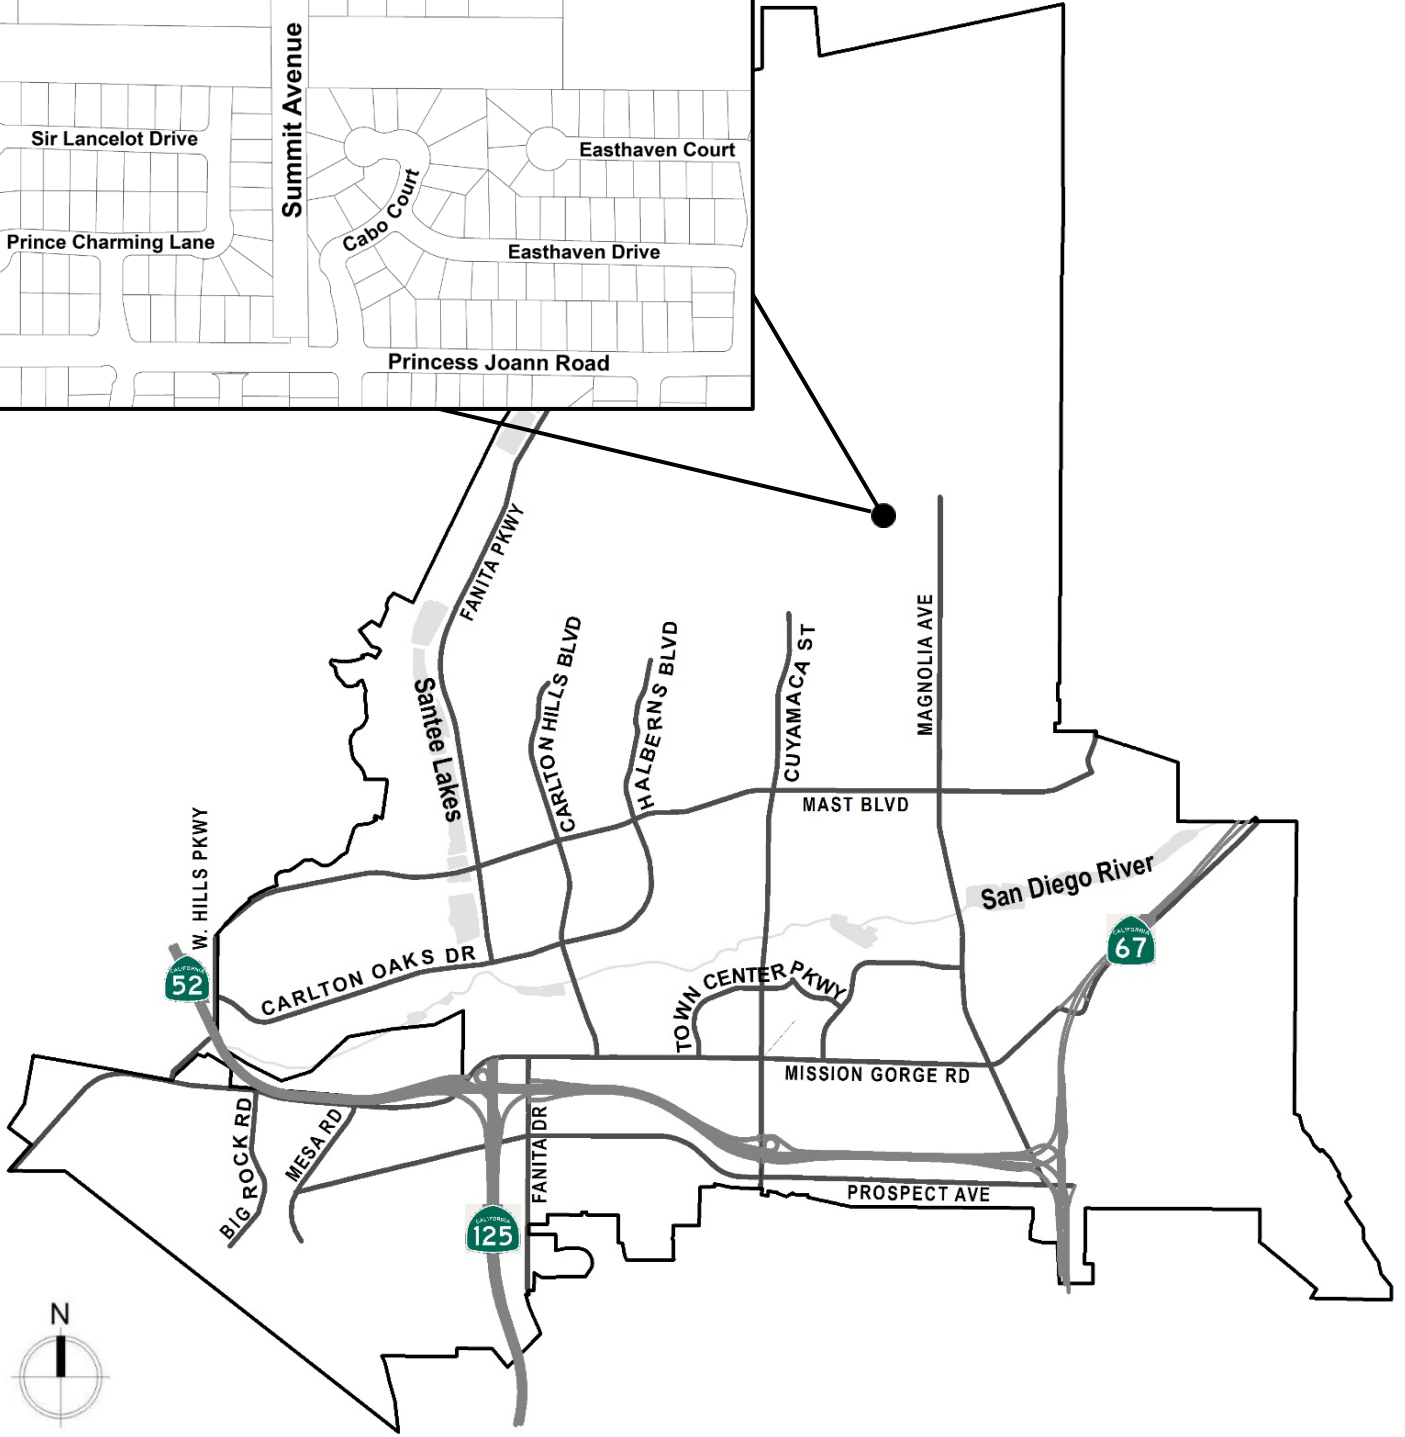 Summit Avenue
Sir Lancelot Drive
Easthaven Court
Cabo Court
Prince Charming Lane
Easthaven Drive
Princess Joann Road
FANITA PKWY
CARLTON HILLS BLVD
HALBERNS BLVD
CUYAMACA ST
MAGNOLIA AVE
Santee Lakes
MAST BLVD
W. HILLS PKWY
San Diego River
CALIFORNIA
67
CALIFORNIA
52
CARLTON OAKS DR
TOWN CENTER PKWY
MISSION GORGE RD
BIG ROCK RD
MESA RD
FANITA DR
PROSPECT AVE
CALIFORNIA
125
N